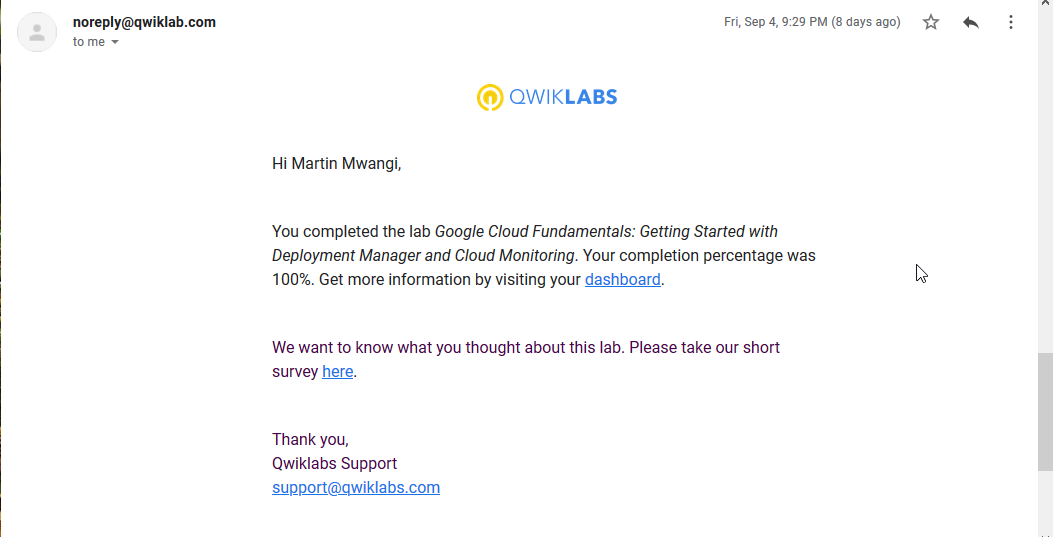 noreply@qwiklab.com
Fri, Sep 4, 9:29 PM (8 days ago)
to me
QWIKLABS
Hi Martin Mwangi,
You completed the lab Google Cloud Fundamentals: Getting Started with
Deployment Manager and Cloud Monitoring. Your completion percentage was
100%. Get more information by visiting your dashboard.
We want to know what you thought about this lab. Please take our short
survey here.
Thank you,
Qwiklabs Support
support@qwiklabs.com